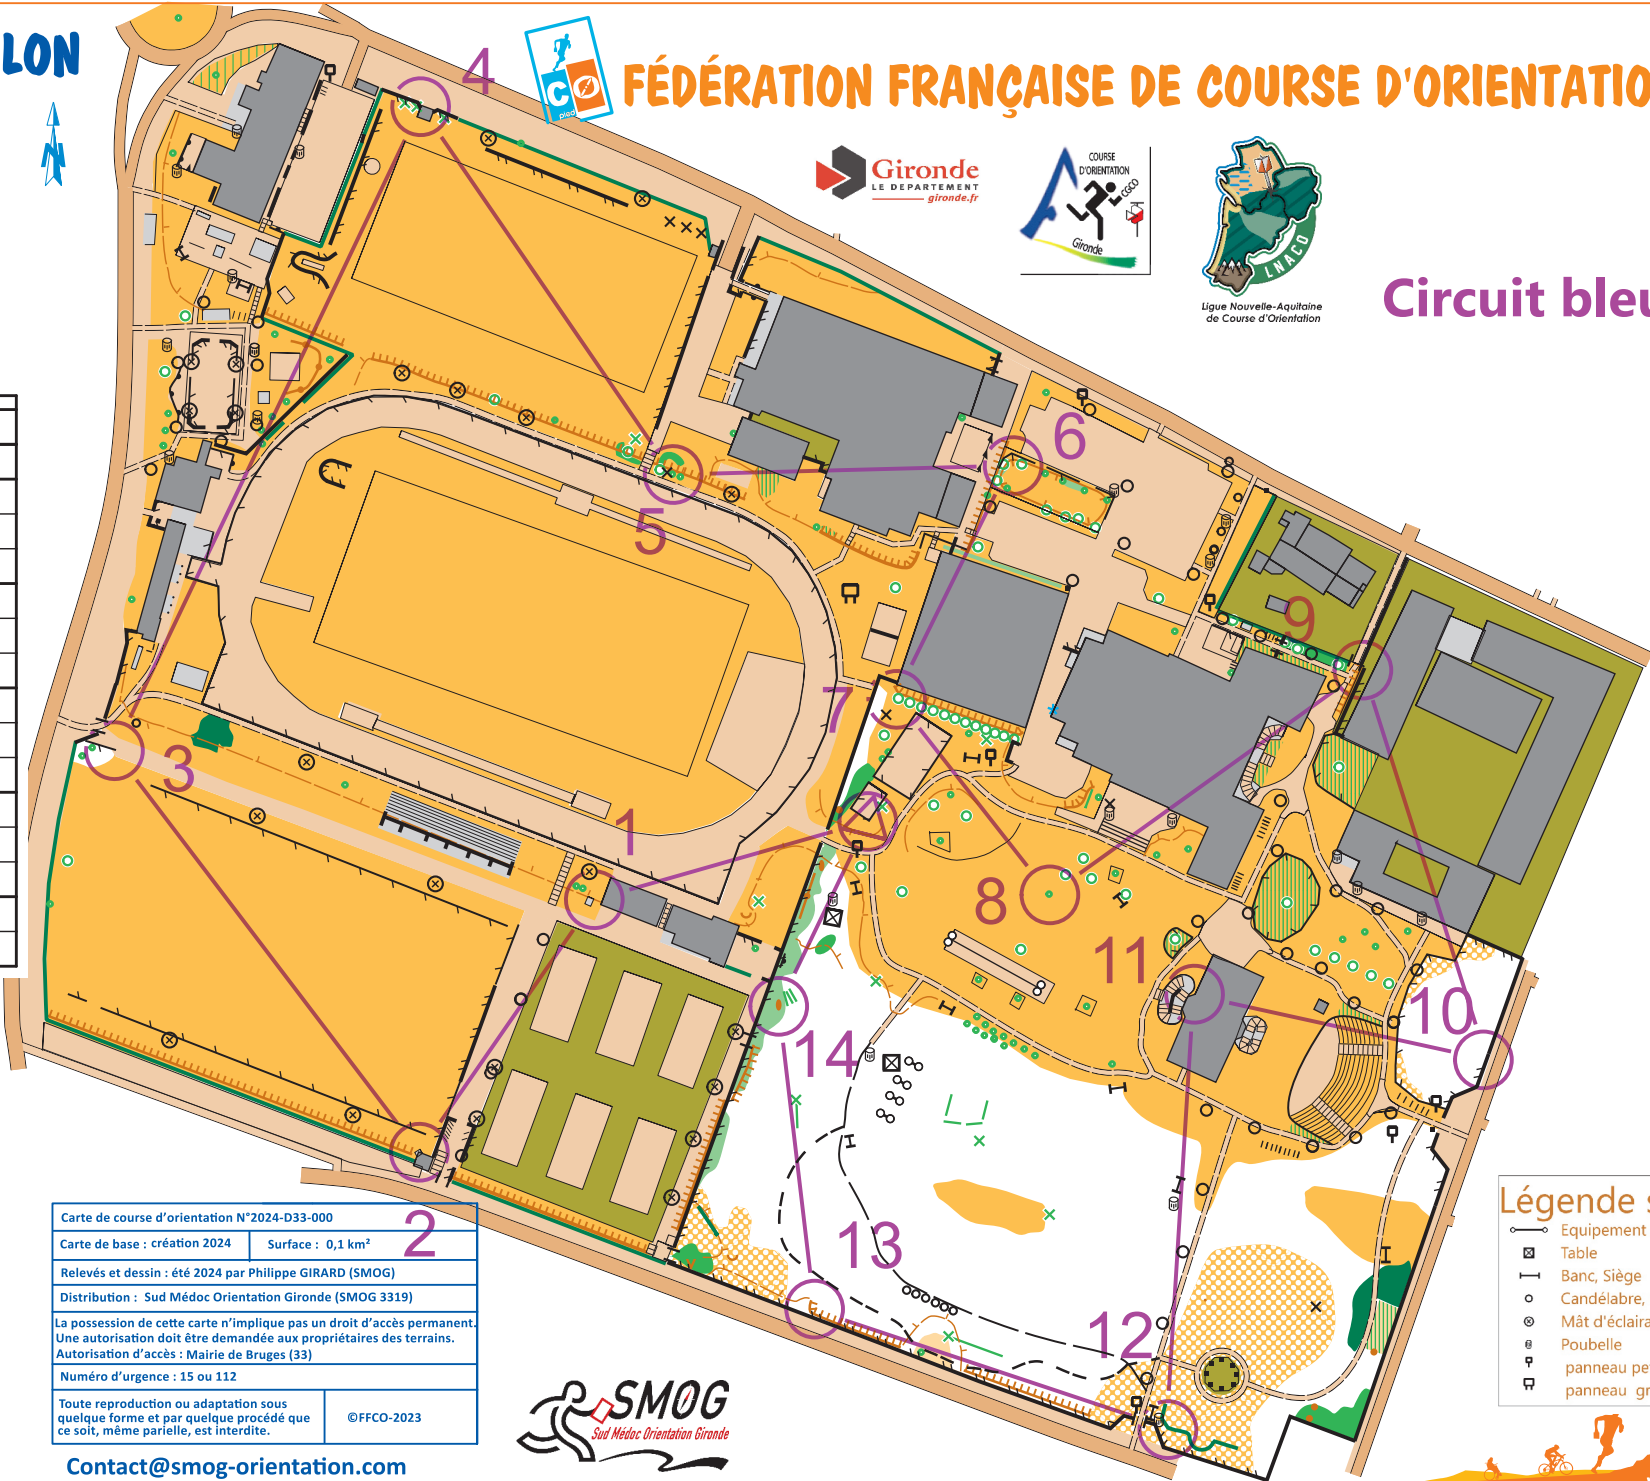 LON
FÉDÉRATION FRANÇAISE DE COURSE D'ORIENTATIO
CO
pied
Gironde
LE DEPARTEMENT
gironde.fr
COURSE
D'ORIENTATION
CGCO
Gironde
LNACO
Ligue Nouvelle-Aquitaine
de Course d'Orientation
Circuit bleu
N
4
6
5
9
7
3
1
8
11
10
14
13
12
2
Carte de course d'orientation N°2024-D33-000
Carte de base : création 2024
Surface : 0,1 km²
Relevés et dessin : été 2024 par Philippe GIRARD (SMOG)
Distribution : Sud Médoc Orientation Gironde (SMOG 3319)
La possession de cette carte n'implique pas un droit d'accès permanent.
Une autorisation doit être demandée aux propriétaires des terrains.
Autorisation d'accès : Mairie de Bruges (33)
Numéro d'urgence : 15 ou 112
Toute reproduction ou adaptation sous
quelque forme et par quelque procédé que
ce soit, même parielle, est interdite.
©FFCO-2023
Contact@smog-orientation.com
SMOG
Sud Médoc Orientation Gironde
Légende s
Equipement
Table
Banc, Siège
Candélabre,
Mât d'éclaira
Poubelle
panneau pe
panneau gr